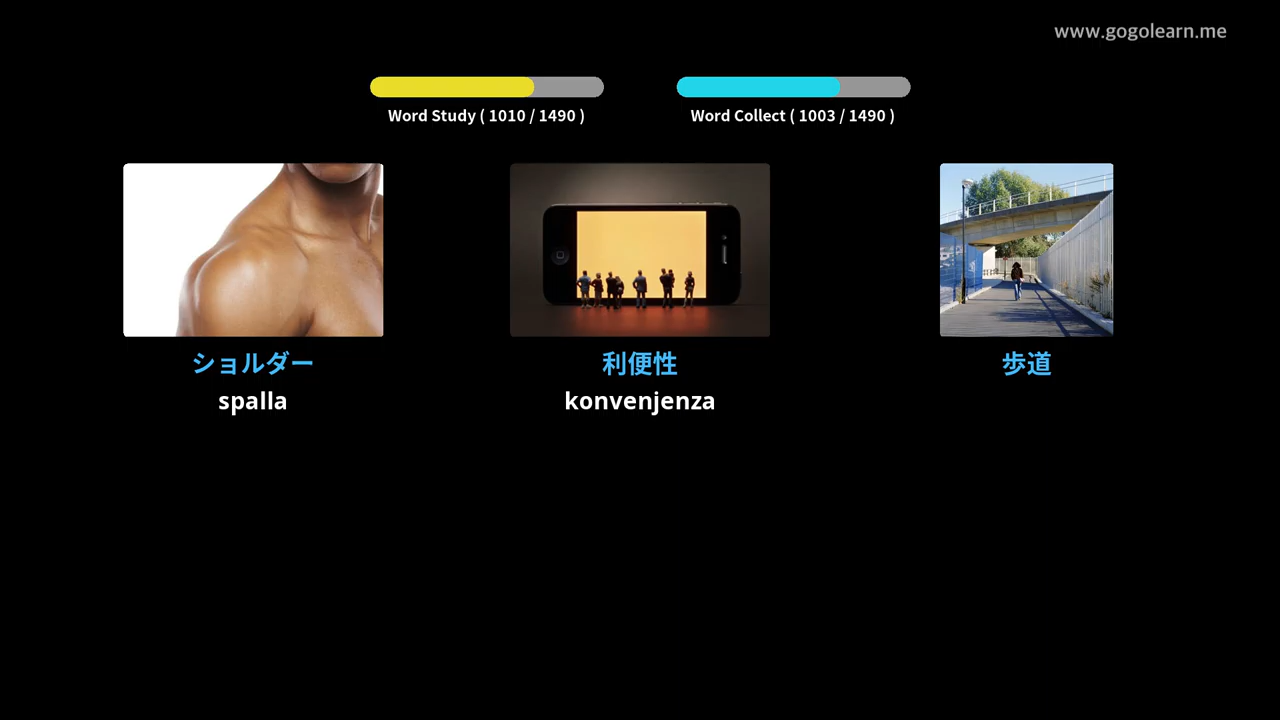 www.gogolearn.me
Word Study ( 1010 / 1490 )
Word Collect ( 1003 / 1490 )
ショルダー
spalla
利便性
konvenjenza
歩道